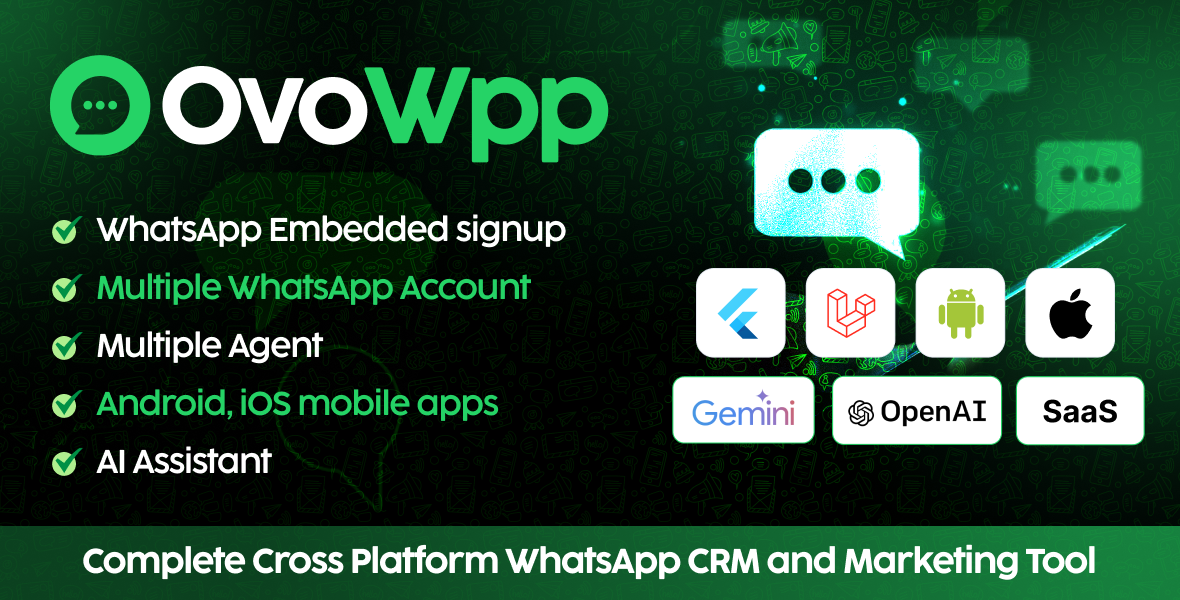 OvoWpp
WhatsApp Embedded signup
Multiple WhatsApp Account
Multiple Agent
Android, iOS mobile apps
AI Assistant
Gemini
OpenAI
SaaS
Complete Cross Platform WhatsApp CRM and Marketing Tool